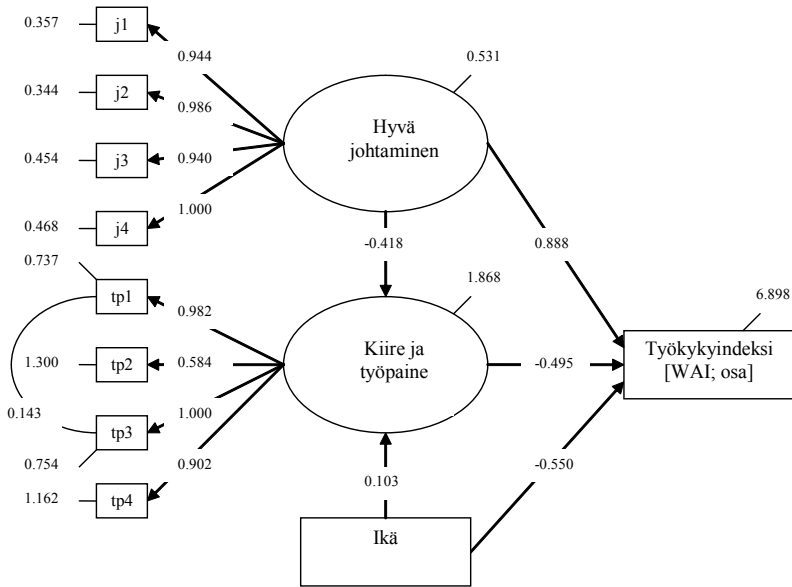 0.357
j1
0.944
0.531
0.344
j2
0.986
Hyvä
johtaminen
0.454
j3
0.940
0.468
j4
1.000
0.737
-0.418
0.888
tp1
0.982
1.868
6.898
1.300
tp2
0.584
Kiire ja
työpaine
-0.495
Työkykyindeksi
[WAI; osa]
0.143
tp3
1.000
0.754
0.902
-0.550
1.162
tp4
0.103
Ikä